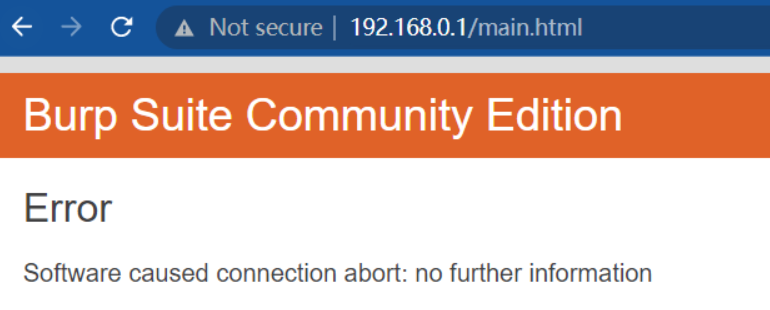 Not secure | 192.168.0.1/main.html
Burp Suite Community Edition
Error
Software caused connection abort: no further information